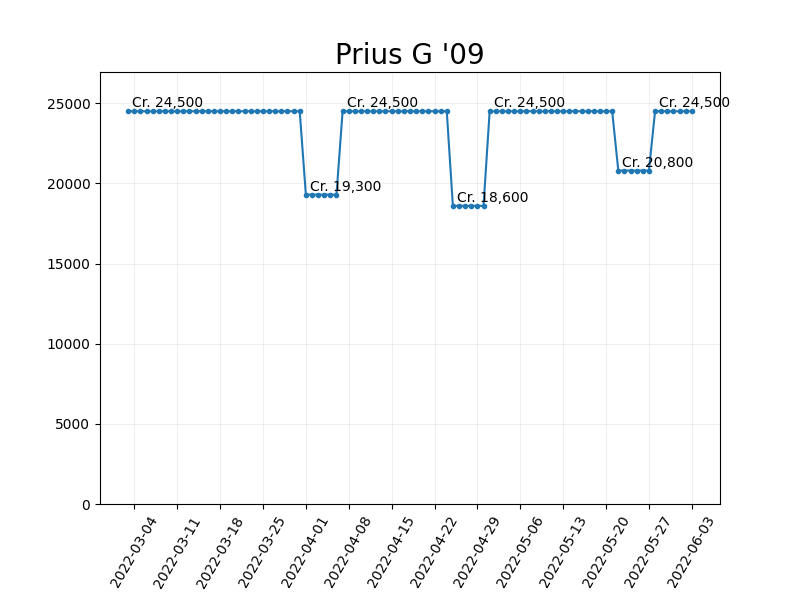 Prius G '09
25000
20000
15000
10000
5000
0
Cr. 24,500
Cr. 19,300
Cr. 24,500
Cr. 18,600
Cr. 24,500
Cr. 20,800
Cr. 24,500
2022-03-04
2022-03-11
2022-03-18
2022-03-25
2022-04-01
2022-04-08
2022-04-15
2022-04-22
2022-04-29
2022-05-06
2022-05-13
2022-05-20
2022-05-27
2022-06-03